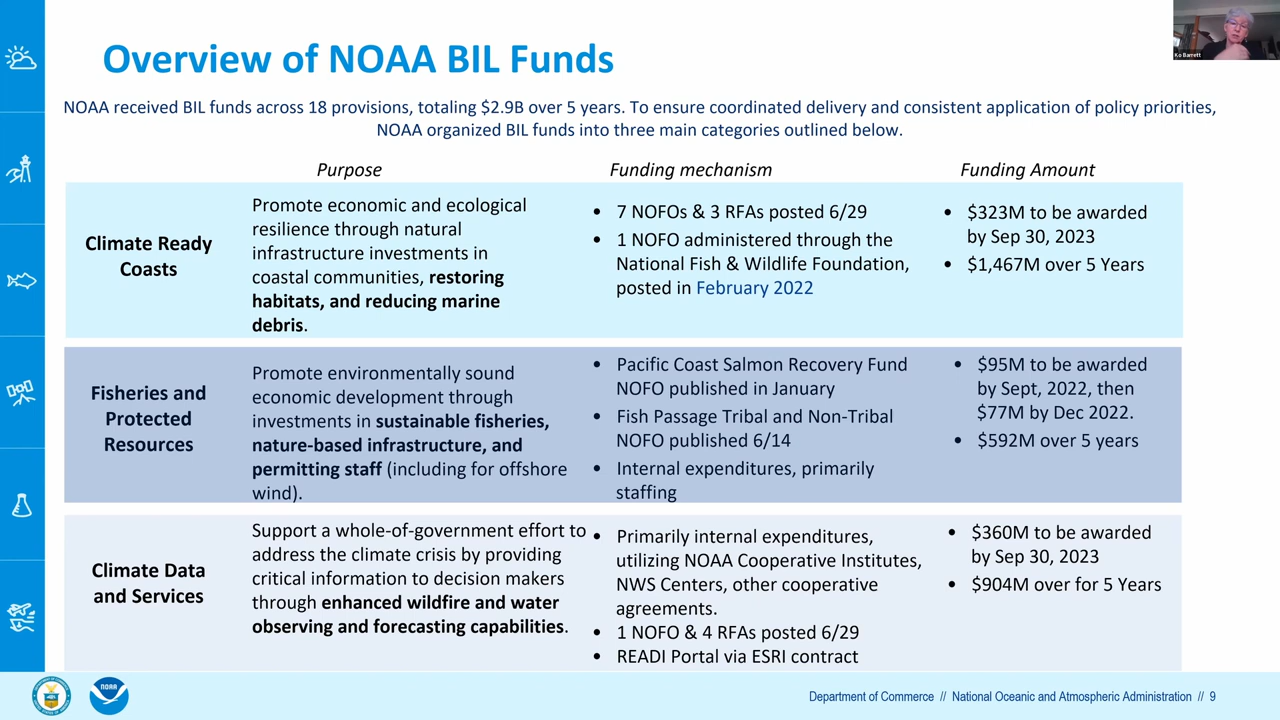 Overview of NOAA BIL Funds
Ko Barrett
NOAA received BIL funds across 18 provisions, totaling $2.9B over 5 years. To ensure coordinated delivery and consistent application of policy priorities,
NOAA organized BIL funds into three main categories outlined below.
Purpose
Funding mechanism
Funding Amount
Climate Ready
Coasts
Promote economic and ecological
resilience through natural
infrastructure investments in
coastal communities, restoring
habitats, and reducing marine
debris.
• 7 NOFOs & 3 RFAs posted 6/29
• 1 NOFO administered through the
National Fish & Wildlife Foundation,
posted in February 2022
• $323M to be awarded
by Sep 30, 2023
• $1,467M over 5 Years
Fisheries and
Protected
Resources
Promote environmentally sound
economic development through
investments in sustainable fisheries,
nature-based infrastructure, and
permitting staff (including for offshore
wind).
• Pacific Coast Salmon Recovery Fund
NOFO published in January
• Fish Passage Tribal and Non-Tribal
NOFO published 6/14
• Internal expenditures, primarily
staffing
• $95M to be awarded
by Sept, 2022, then
$77M by Dec 2022.
• $592M over 5 years
Climate Data
and Services
Support a whole-of-government effort to
address the climate crisis by providing
critical information to decision makers
through enhanced wildfire and water
observing and forecasting capabilities.
• Primarily internal expenditures,
utilizing NOAA Cooperative Institutes,
NWS Centers, other cooperative
agreements.
• 1 NOFO & 4 RFAs posted 6/29
• READI Portal via ESRI contract
• $360M to be awarded
by Sep 30, 2023
• $904M over for 5 Years
NOAA
Department of Commerce // National Oceanic and Atmospheric Administration // 9